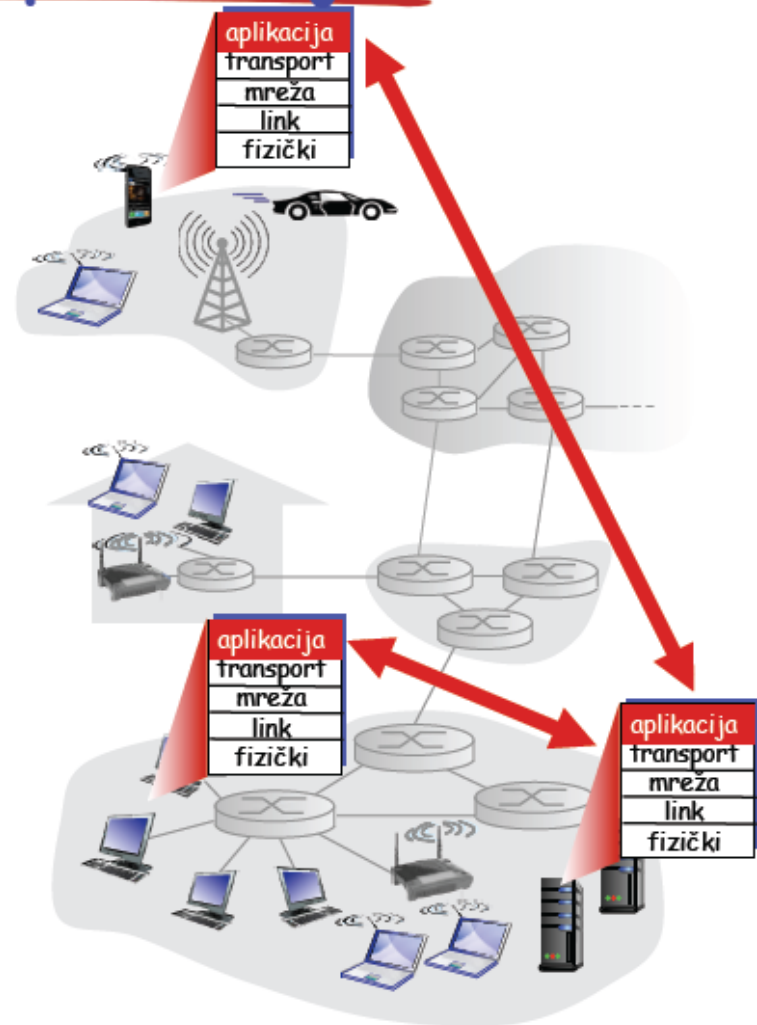 aplikacija
transport
mreža
link
fizički
aplikacija
transport
mreža
link
fizički
aplikacija
transport
mreža
link
fizički